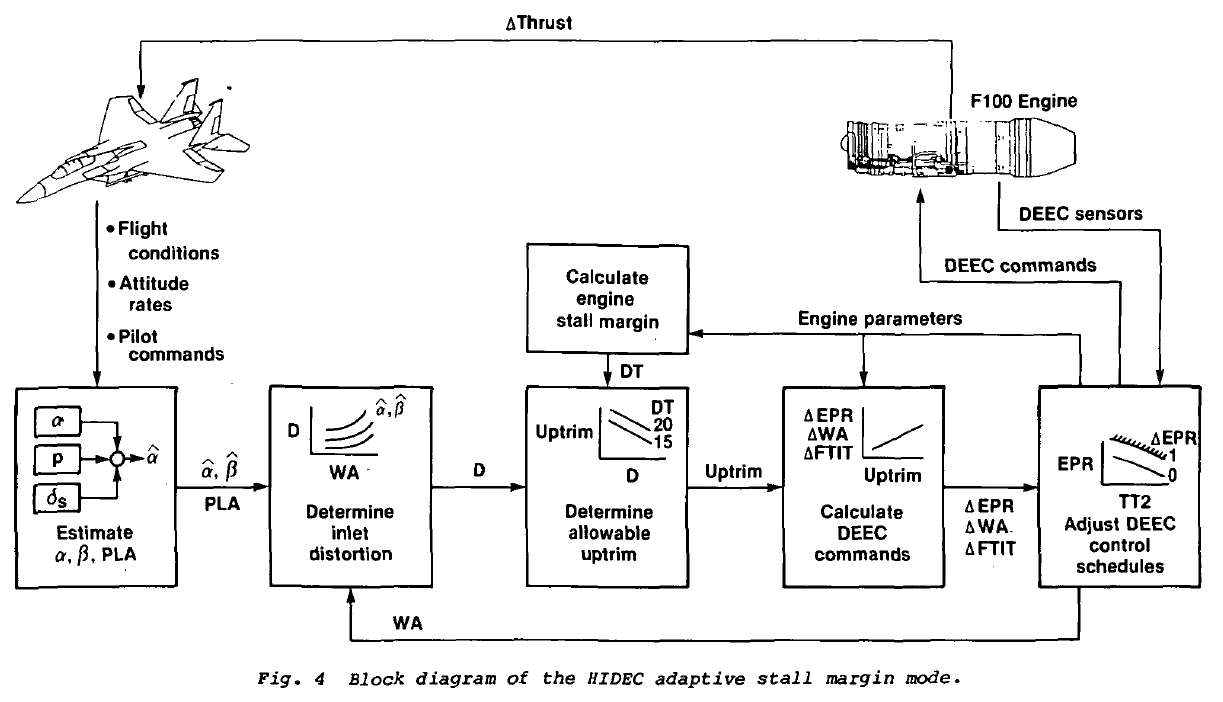 ΔThrust
F100 Engine
• Flight
conditions
• Attitude
rates
• Pilot
commands
DEEC sensors
DEEC commands
Engine parameters
Calculate
engine
stall margin
DT
α
p
δs
α̂
Estimate
α, β, PLA
α̂, β̂
PLA
D
α̂, β̂
WA
Determine
inlet
distortion
D
Uptrim
DT
20
15
D
Determine
allowable
uptrim
Uptrim
ΔEPR
ΔWA
ΔFTIT
Uptrim
Calculate
DEEC
commands
ΔEPR
ΔWA
ΔFTIT
EPR
ΔEPR
1
0
TT2
Adjust DEEC
control
schedules
WA
Fig. 4 Block diagram of the HIDEC adaptive stall margin mode.